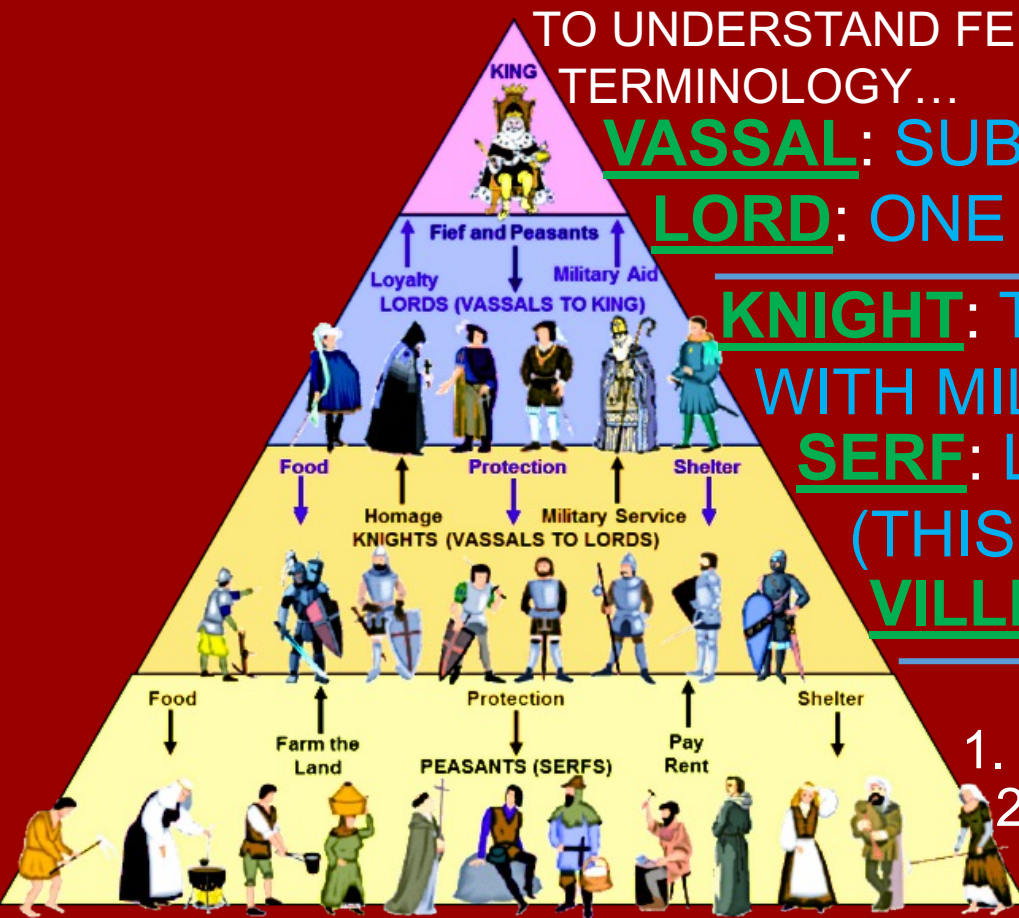 TO UNDERSTAND FE
TERMINOLOGY…
VASSAL: SUB
LORD: ONE
KNIGHT: T
WITH MIL
SERF: L
(THIS
VILL
1.
2
KING
Fief and Peasants
Loyalty Military Aid
LORDS (VASSALS TO KING)
Food Protection Shelter
Homage Military Service
KNIGHTS (VASSALS TO LORDS)
Food Protection Shelter
Farm the Land
Pay Rent
PEASANTS (SERFS)